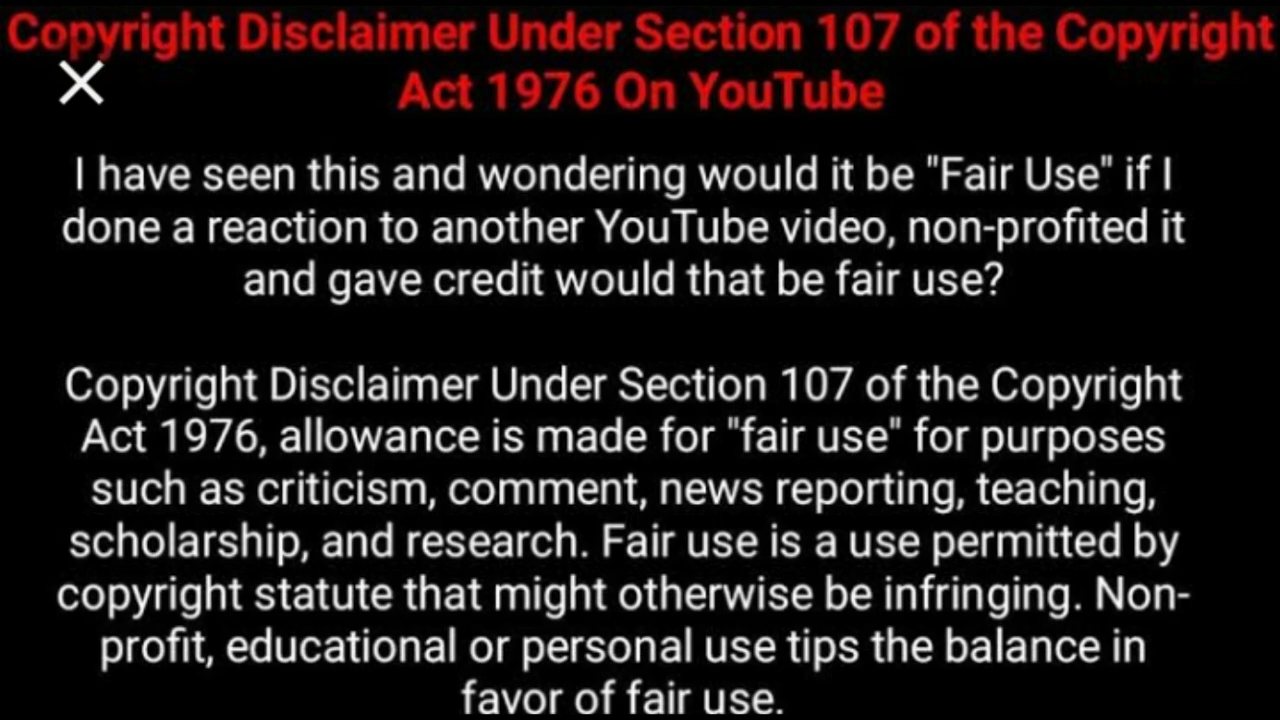 Copyright Disclaimer Under Section 107 of the Copyright
Act 1976 On YouTube
I have seen this and wondering would it be "Fair Use" if I
done a reaction to another YouTube video, non-profited it
and gave credit would that be fair use?
Copyright Disclaimer Under Section 107 of the Copyright
Act 1976, allowance is made for "fair use" for purposes
such as criticism, comment, news reporting, teaching,
scholarship, and research. Fair use is a use permitted by
copyright statute that might otherwise be infringing. Non-
profit, educational or personal use tips the balance in
favor of fair use.